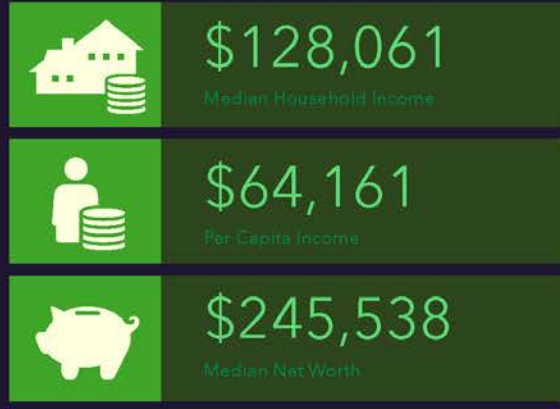 $128,061
Median Household Income
$64,161
Per Capita Income
$245,538
Median Net Worth